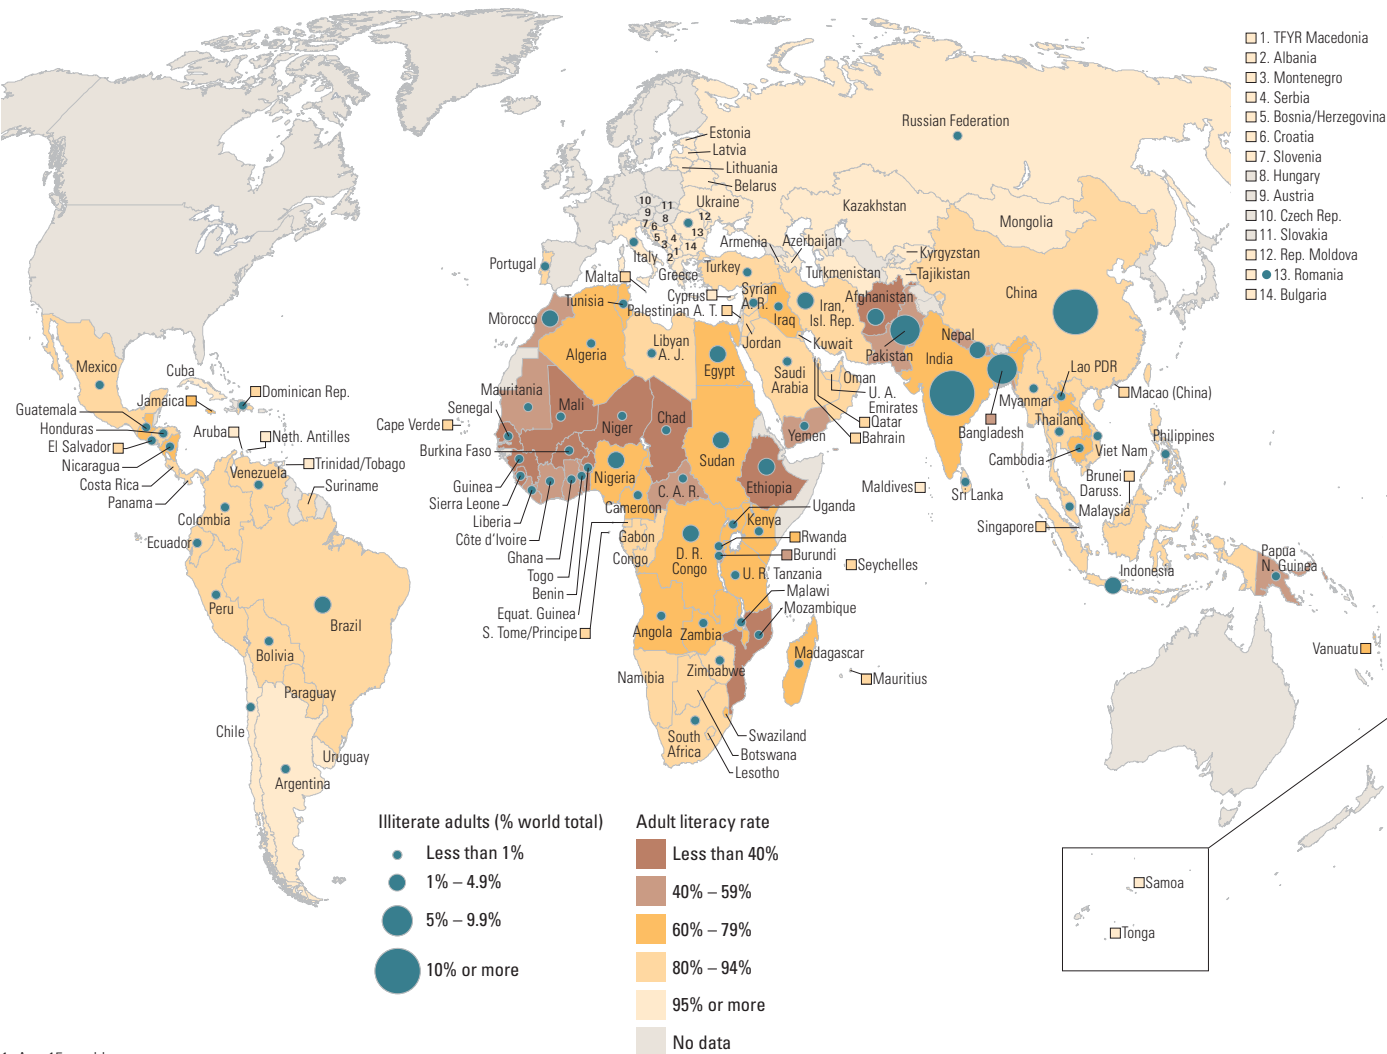 1. TFYR Macedonia
2. Albania
3. Montenegro
4. Serbia
5. Bosnia/Herzegovina
6. Croatia
7. Slovenia
8. Hungary
9. Austria
10. Czech Rep.
11. Slovakia
12. Rep. Moldova
13. Romania
14. Bulgaria
Russian Federation
Estonia
Latvia
Lithuania
Belarus
Ukraine
Kazakhstan
Mongolia
10
11
9
8
7
6
12
13
5
4
3
14
1
2
Armenia
Azerbaijan
Kyrgyzstan
Tajikistan
Turkmenistan
Portugal
Italy
Malta
Greece
Turkey
Cyprus
Syrian
A. R.
Afghanistan
Iran,
Isl. Rep.
China
Tunisia
Palestinian A. T.
Morocco
Iraq
Jordan
Kuwait
Pakistan
Nepal
India
Algeria
Libyan
A. J.
Egypt
Saudi
Arabia
Oman
U. A.
Emirates
Qatar
Bahrain
Yemen
Lao PDR
Myanmar
Macao (China)
Bangladesh
Thailand
Viet Nam
Cambodia
Philippines
Brunei
Daruss.
Malaysia
Singapore
Sri Lanka
Maldives
Indonesia
Papua
N. Guinea
Vanuatu
Mexico
Cuba
Dominican Rep.
Jamaica
Guatemala
Honduras
El Salvador
Nicaragua
Costa Rica
Panama
Aruba
Neth. Antilles
Trinidad/Tobago
Venezuela
Suriname
Colombia
Ecuador
Peru
Brazil
Bolivia
Paraguay
Chile
Uruguay
Argentina
Mauritania
Senegal
Cape Verde
Mali
Niger
Chad
Burkina Faso
Sudan
Guinea
Sierra Leone
Liberia
Côte d’Ivoire
Ghana
Togo
Benin
Equat. Guinea
S. Tome/Principe
Nigeria
Cameroon
C. A. R.
Ethiopia
Gabon
Congo
D. R.
Congo
Uganda
Kenya
Rwanda
Burundi
Seychelles
U. R. Tanzania
Malawi
Mozambique
Angola
Zambia
Madagascar
Mauritius
Namibia
Zimbabwe
South
Africa
Swaziland
Botswana
Lesotho
Samoa
Tonga
Illiterate adults (% world total)
Less than 1%
1% – 4.9%
5% – 9.9%
10% or more
Adult literacy rate
Less than 40%
40% – 59%
60% – 79%
80% – 94%
95% or more
No data